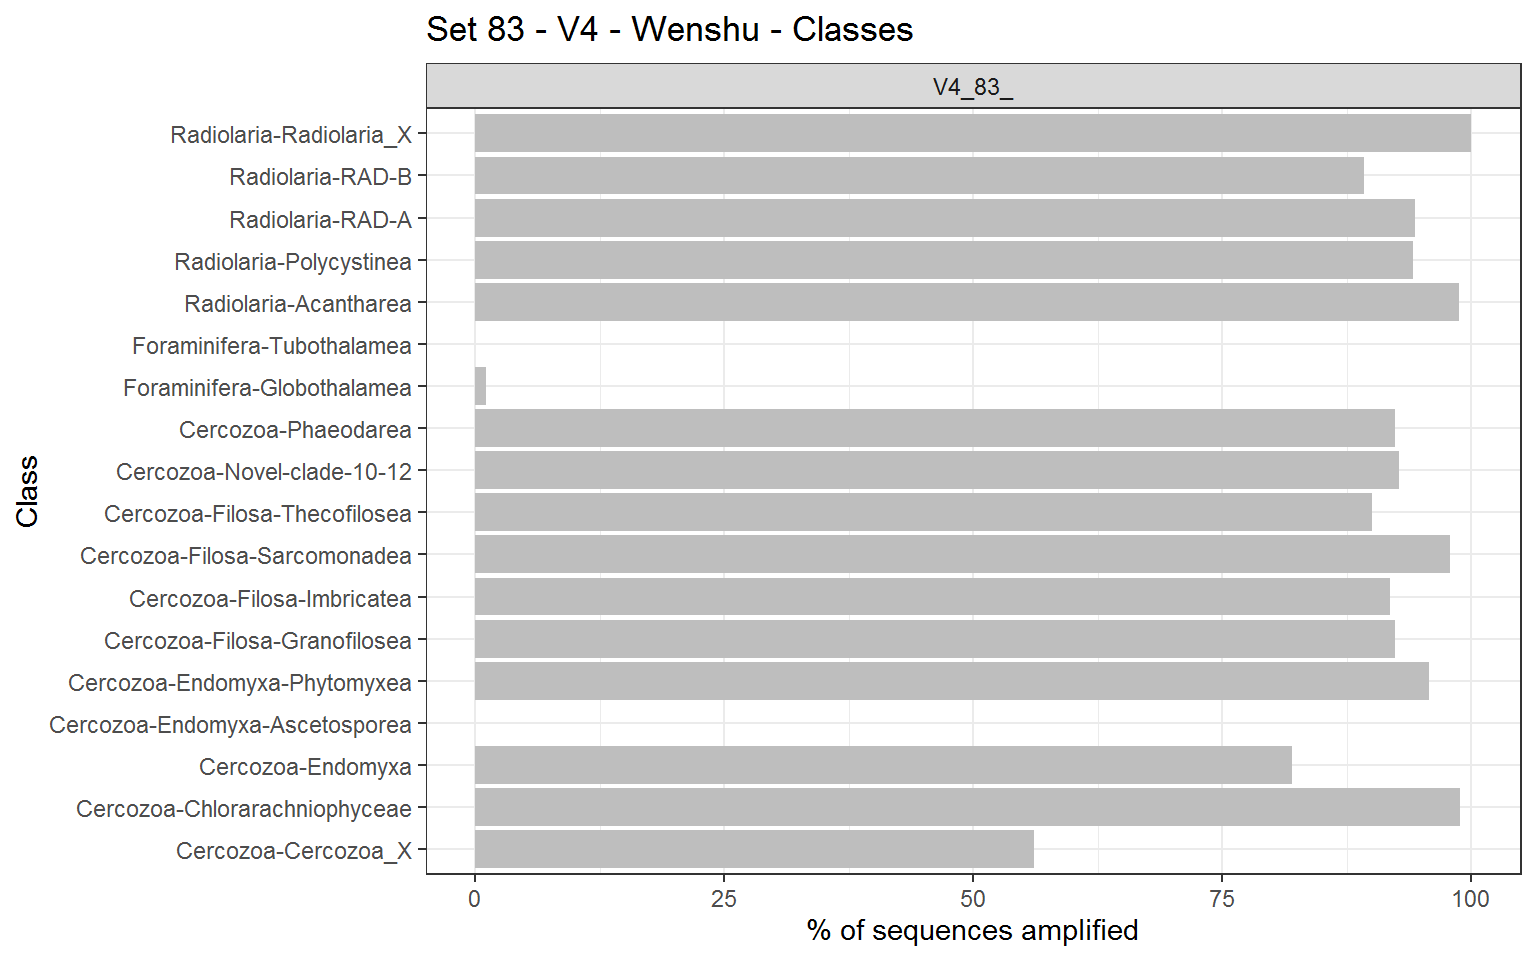 Set 83 - V4 - Wenshu - Classes
V4_83_
Radiolaria-Radiolaria_X
Radiolaria-RAD-B
Radiolaria-RAD-A
Radiolaria-Polycystinea
Radiolaria-Acantharea
Foraminifera-Tubothalamea
Foraminifera-Globothalamea
Cercozoa-Phaeodarea
Cercozoa-Novel-clade-10-12
Cercozoa-Filosa-Thecofilosea
Cercozoa-Filosa-Sarcomonadea
Cercozoa-Filosa-Imbricatea
Cercozoa-Filosa-Granofilosea
Cercozoa-Endomyxa-Phytomyxea
Cercozoa-Endomyxa-Ascetosporea
Cercozoa-Endomyxa
Cercozoa-Chlorarachniophyceae
Cercozoa-Cercozoa_X
Class
0 25 50 75 100
% of sequences amplified